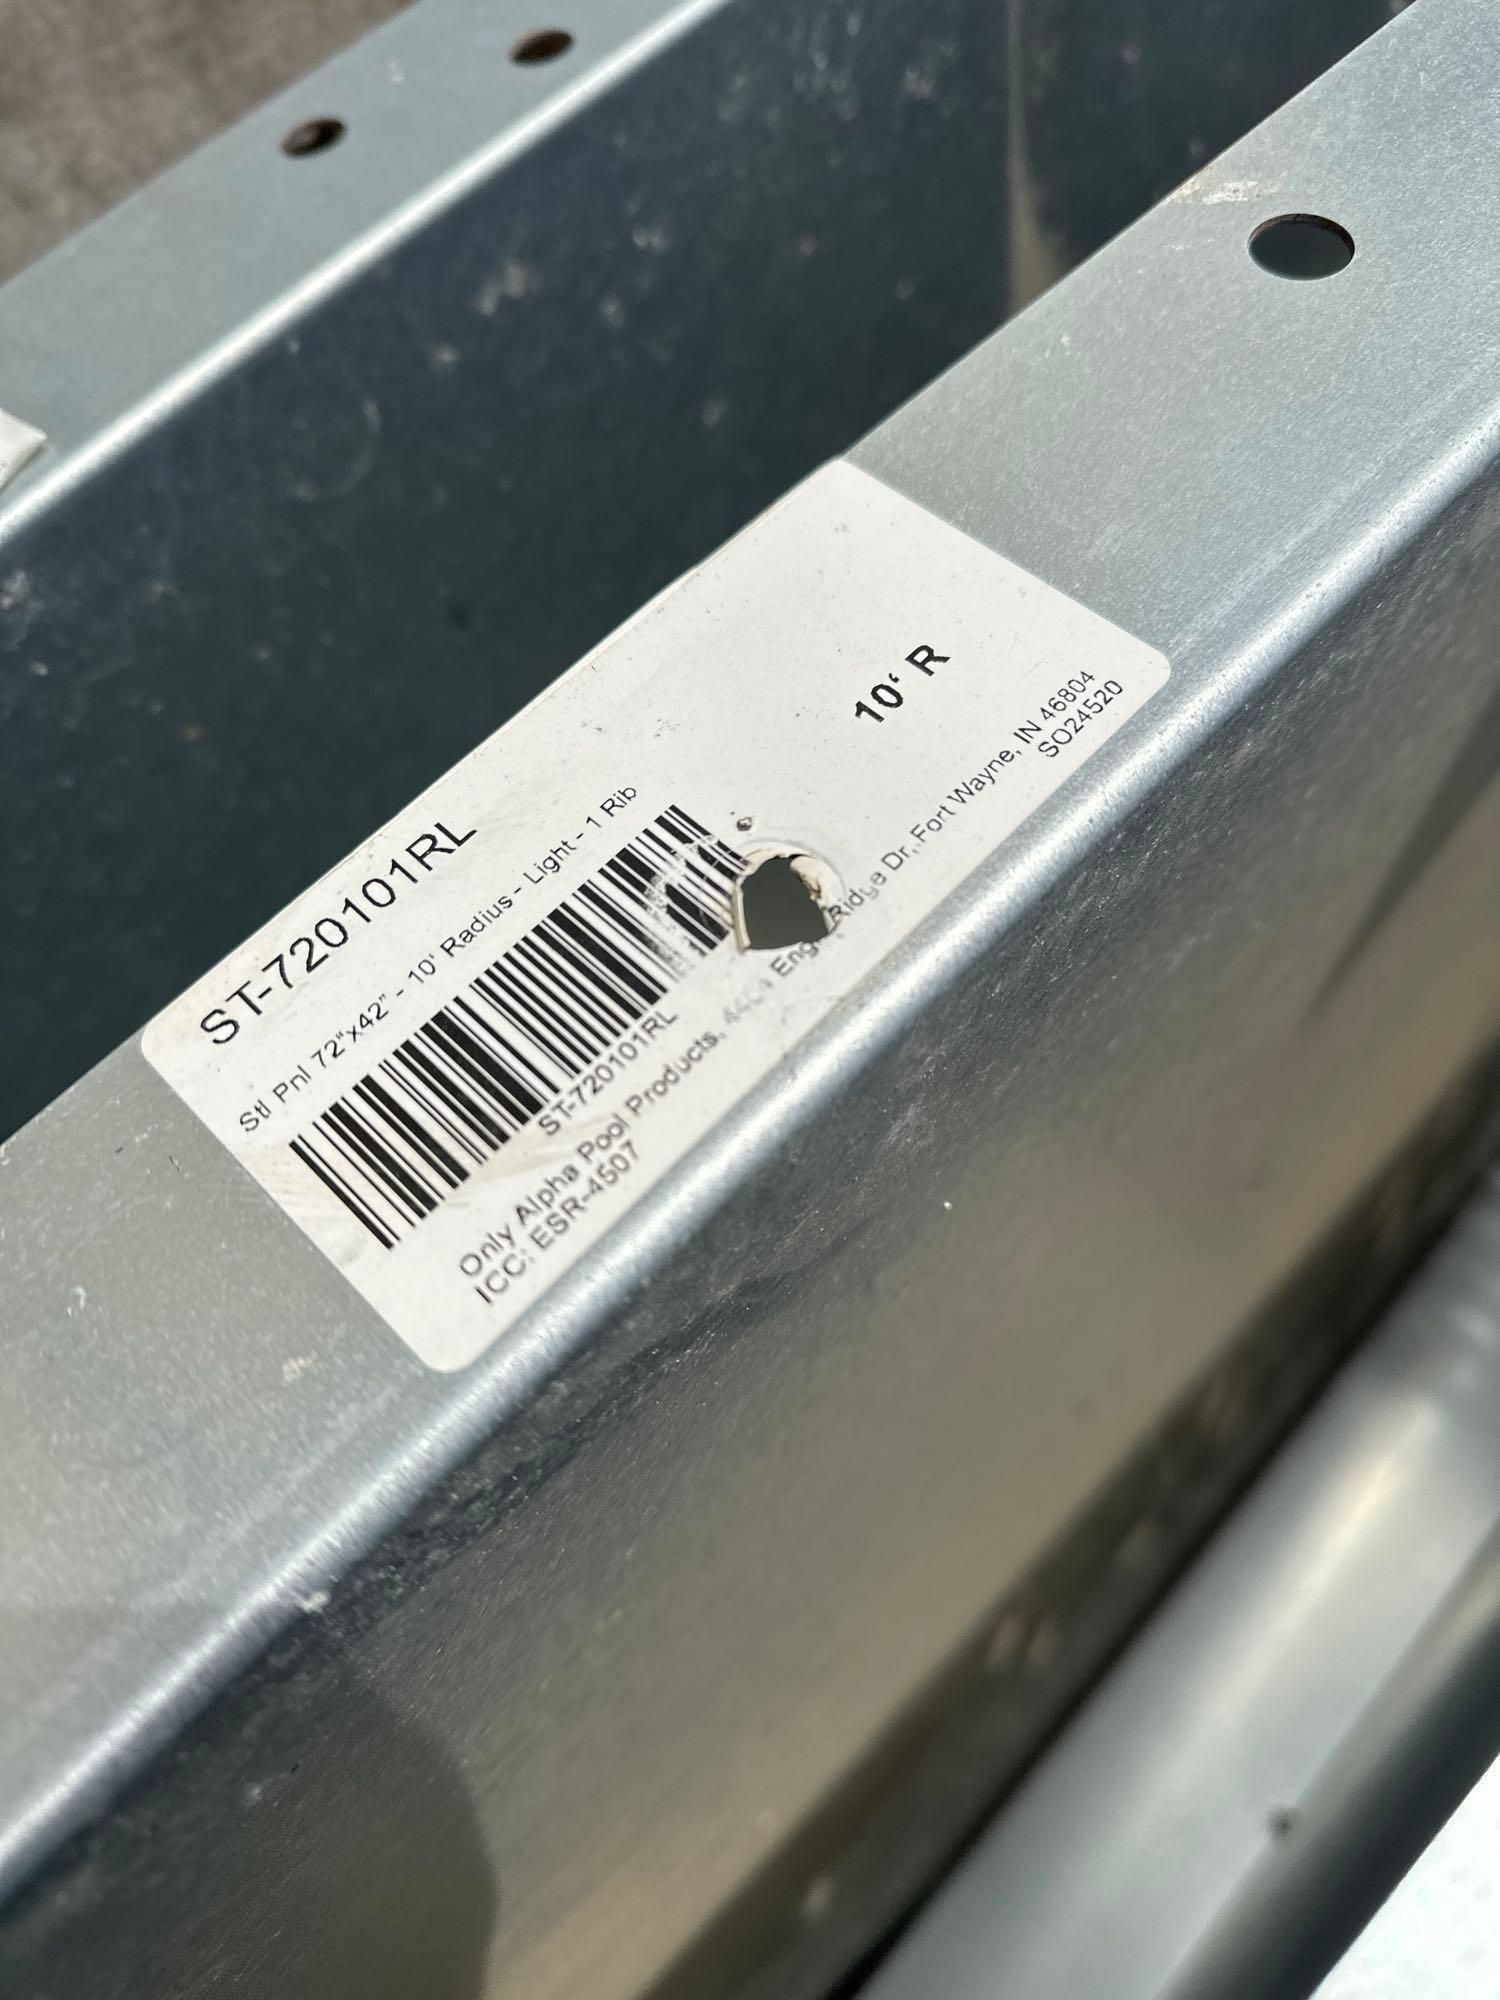 ST-720101RL
Stl Pnl 72"x42" - 10' Radius - Light - 1 Rib
ST-720101RL
10' R
Only Alpha Pool Products, Dr, Fort Wayne, IN 46804
ICC: ESR-4507
SO24520